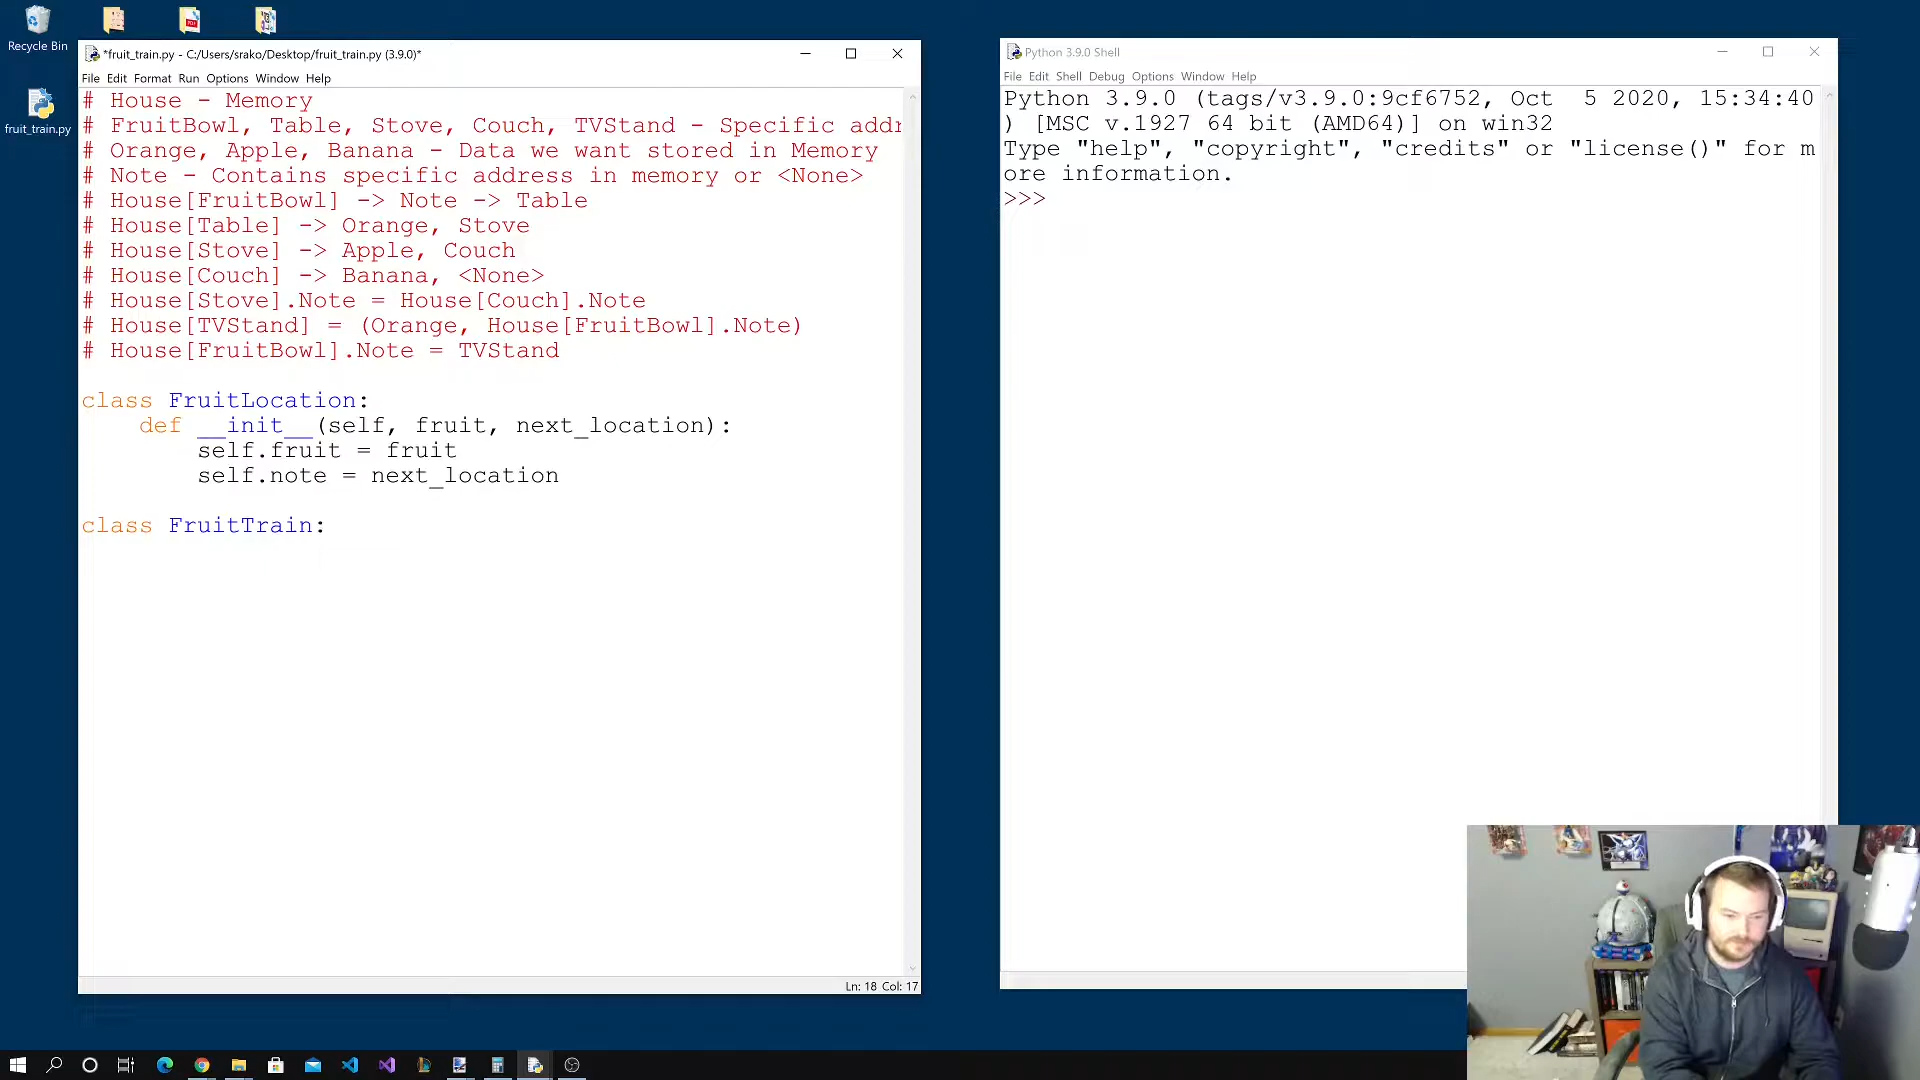 Recycle Bin
fruit_train.py
*fruit_train.py - C:/Users/srako/Desktop/fruit_train.py (3.9.0)*
File Edit Format Run Options Window Help
# House - Memory
# FruitBowl, Table, Stove, Couch, TVStand - Specific addr
# Orange, Apple, Banana - Data we want stored in Memory
# Note - Contains specific address in memory or <None>
# House[FruitBowl] -> Note -> Table
# House[Table] -> Orange, Stove
# House[Stove] -> Apple, Couch
# House[Couch] -> Banana, <None>
# House[Stove].Note = House[Couch].Note
# House[TVStand] = (Orange, House[FruitBowl].Note)
# House[FruitBowl].Note = TVStand
class FruitLocation:
def __init__(self, fruit, next_location):
self.fruit = fruit
self.note = next_location
class FruitTrain:
Ln: 18 Col: 17
Python 3.9.0 Shell
File Edit Shell Debug Options Window Help
Python 3.9.0 (tags/v3.9.0:9cf6752, Oct  5 2020, 15:34:40
) [MSC v.1927 64 bit (AMD64)] on win32
Type "help", "copyright", "credits" or "license()" for m
ore information.
>>>